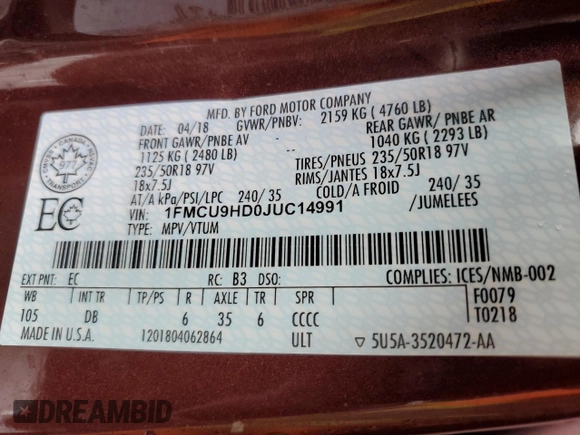 MFD. BY FORD MOTOR COMPANY
DATE: 04/18 GVWR/PNBV: 2159 KG ( 4760 LB)
FRONT GAWR/ PNBE AV - REAR GAWR/ PNBE AR
1125 KG ( 2480 LB) - 1040 KG ( 2293 LB)
235/50R18 97V TIRES/PNEUS 235/50R18 97V
18x7.5J RIMS/JANTES 18x7.5J
AT/A kPa/PSI/LPC 240/ 35 COLD/A FROID 240/ 35
VIN: 1FMCU9HD0JUC14991 /JUMELEES
TYPE: MPV/VTUM
CANADA
977
TRANSPORT
EC
EXT PNT: EC RC: B3 DSO: COMPLIES: ICES/NMB-002
WB INT TR TP/PS R AXLE TR SPR F0079
105 DB 6 35 6 CCCC T0218
MADE IN U.S.A. 1201804062864 ULT ▽ 5U5A-3520472-AA
DREAMBID